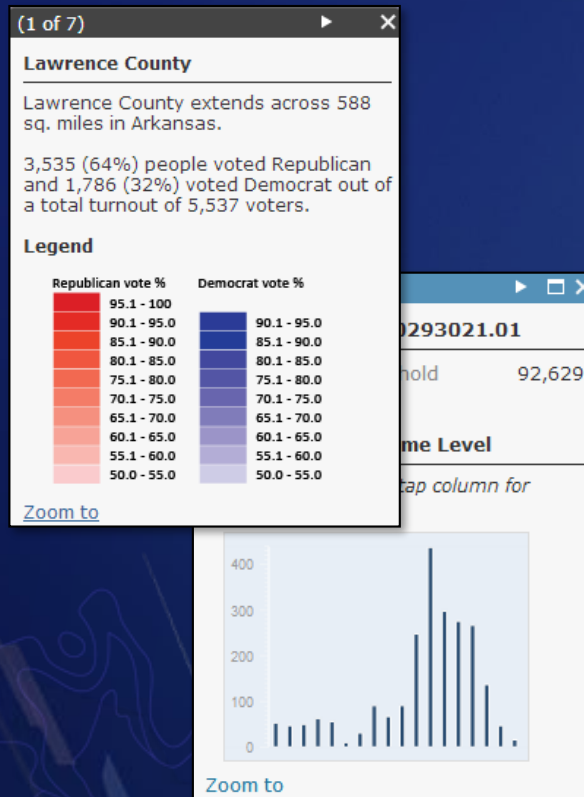 (1 of 7)
Lawrence County
Lawrence County extends across 588
sq. miles in Arkansas.
3,535 (64%) people voted Republican
and 1,786 (32%) voted Democrat out of
a total turnout of 5,537 voters.
Legend
Republican vote % Democrat vote %
95.1 - 100
90.1 - 95.0 90.1 - 95.0
85.1 - 90.0 85.1 - 90.0
80.1 - 85.0 80.1 - 85.0
75.1 - 80.0 75.1 - 80.0
70.1 - 75.0 70.1 - 75.0
65.1 - 70.0 65.1 - 70.0
60.1 - 65.0 60.1 - 65.0
55.1 - 60.0 55.1 - 60.0
50.0 - 55.0 50.0 - 55.0
Zoom to
0293021.01
hold 92,629
me Level
tap column for
400
300
200
100
0
Zoom to